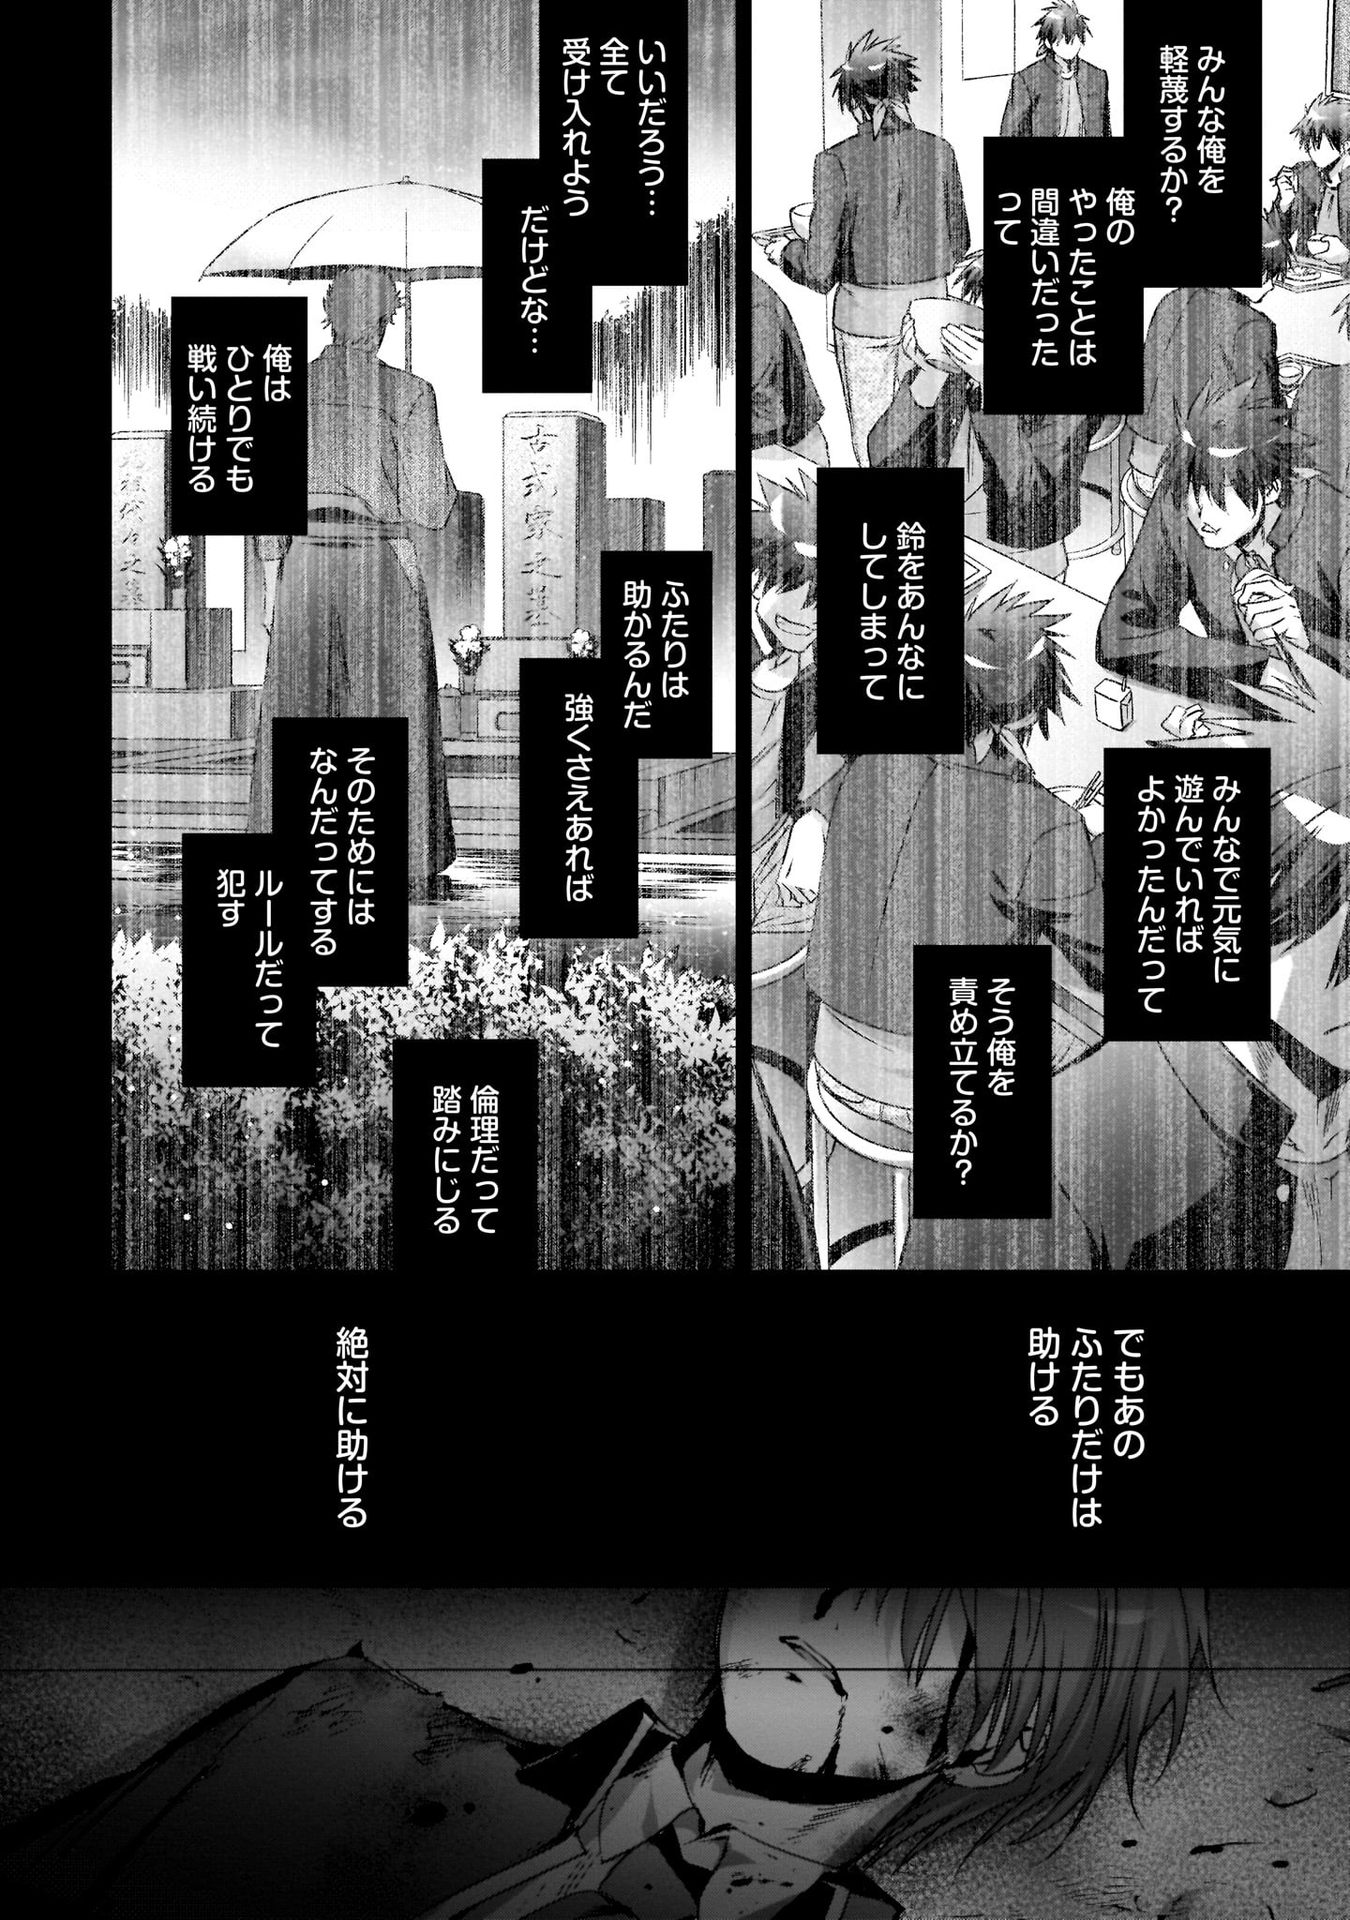 みんな俺を
軽蔑するか？
俺の
やったことは
間違いだった
って
鈴をあんなに
してしまって
みんなで元気に
遊んでいれば
よかったんだって
そう俺を
責め立てるか？
いいだろう…
全て
受け入れよう
だけどな…
俺は
ひとりでも
戦い続ける
古式家之墓
ふたりは
助かるんだ
強くさえあれば
そのためには
なんだってする
ルールだって
犯す
倫理だって
踏みにじる
でもあの
ふたりだけは
助ける
絶対に助ける